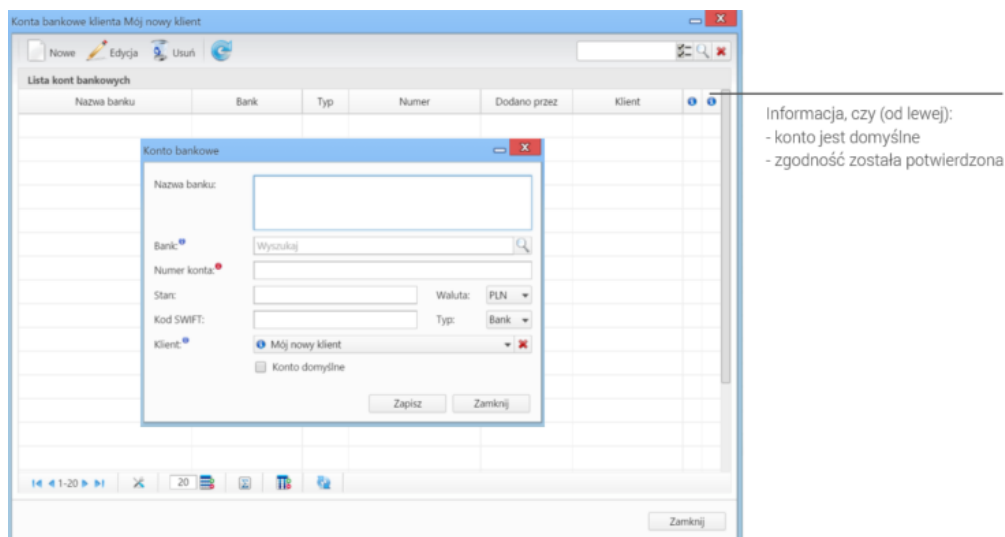 Konta bankowe klienta Mój nowy klient
Nowe Edycja Usuń
Lista kont bankowych
Nazwa banku Bank Typ Numer Dodano przez Klient
Informacja, czy (od lewej):
- konto jest domyślne
- zgodność została potwierdzona
Konto bankowe
Nazwa banku:
Bank: Wyszukaj
Numer konta:
Stan: Waluta: PLN
Kod SWIFT: Typ: Bank
Klient: Mój nowy klient
Konto domyślne
Zapisz Zamknij
1-20 20
Zamknij